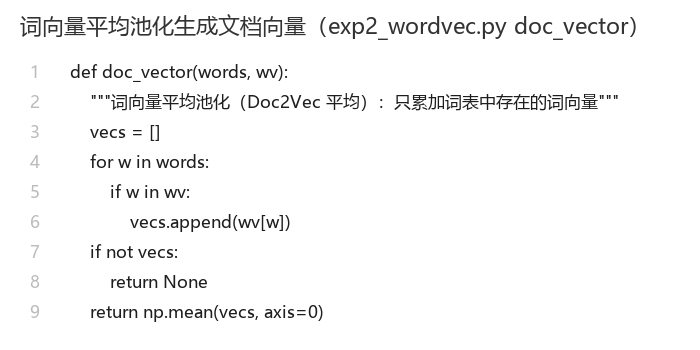 词向量平均池化生成文档向量（exp2_wordvec.py doc_vector）
1 def doc_vector(words, wv):
2 """词向量平均池化（Doc2Vec 平均）：只累加词表中存在的词向量"""
3 vecs = []
4 for w in words:
5 if w in wv:
6 vecs.append(wv[w])
7 if not vecs:
8 return None
9 return np.mean(vecs, axis=0)